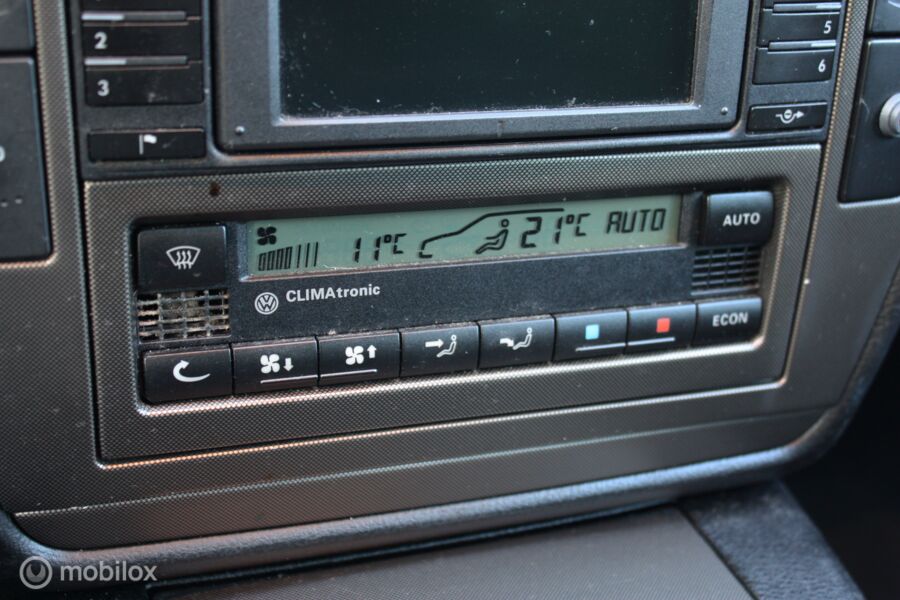 2
3
5
6
11°C
21°C AUTO
AUTO
CLIMAtronic
ECON
mobilox